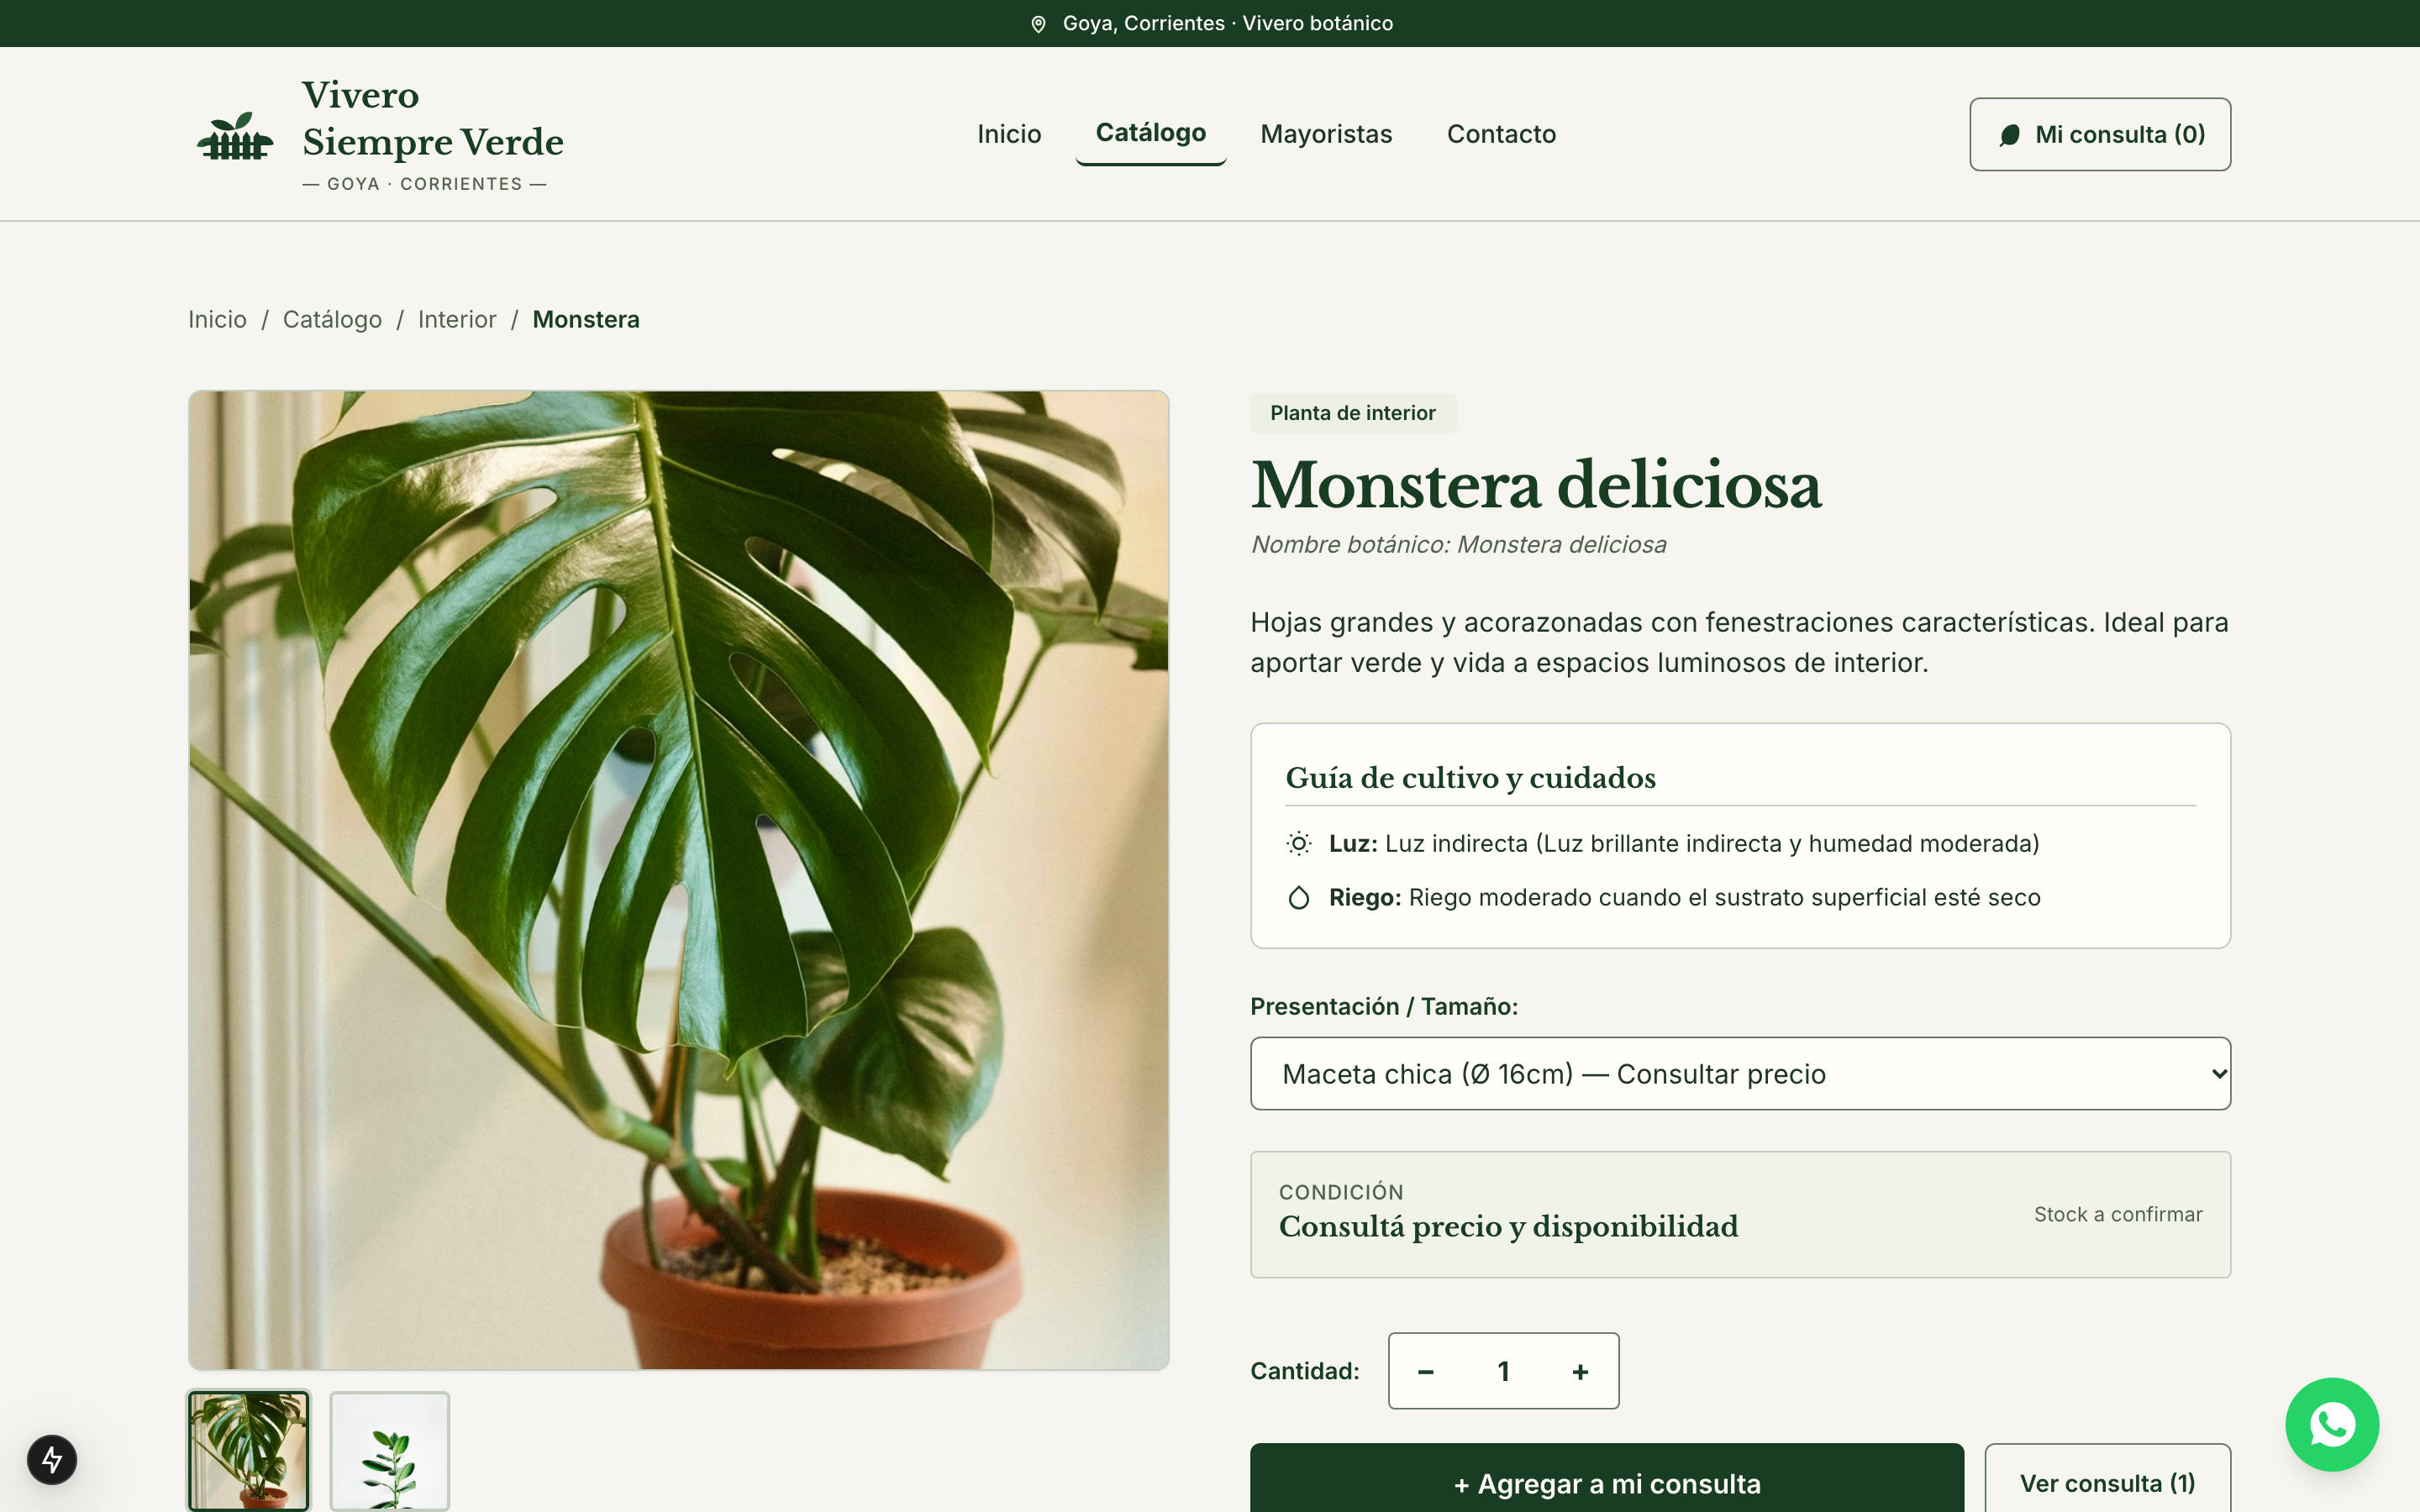 Goya, Corrientes · Vivero botánico
Vivero
Siempre Verde
— GOYA · CORRIENTES —
Inicio
Catálogo
Mayoristas
Contacto
Mi consulta (0)
Inicio / Catálogo / Interior / Monstera
Planta de interior
Monstera deliciosa
Nombre botánico: Monstera deliciosa
Hojas grandes y acorazonadas con fenestraciones características. Ideal para
aportar verde y vida a espacios luminosos de interior.
Guía de cultivo y cuidados
Luz: Luz indirecta (Luz brillante indirecta y humedad moderada)
Riego: Riego moderado cuando el sustrato superficial esté seco
Presentación / Tamaño:
Maceta chica (Ø 16cm) — Consultar precio
CONDICIÓN
Consultá precio y disponibilidad
Stock a confirmar
Cantidad:
− 1 +
+ Agregar a mi consulta
Ver consulta (1)